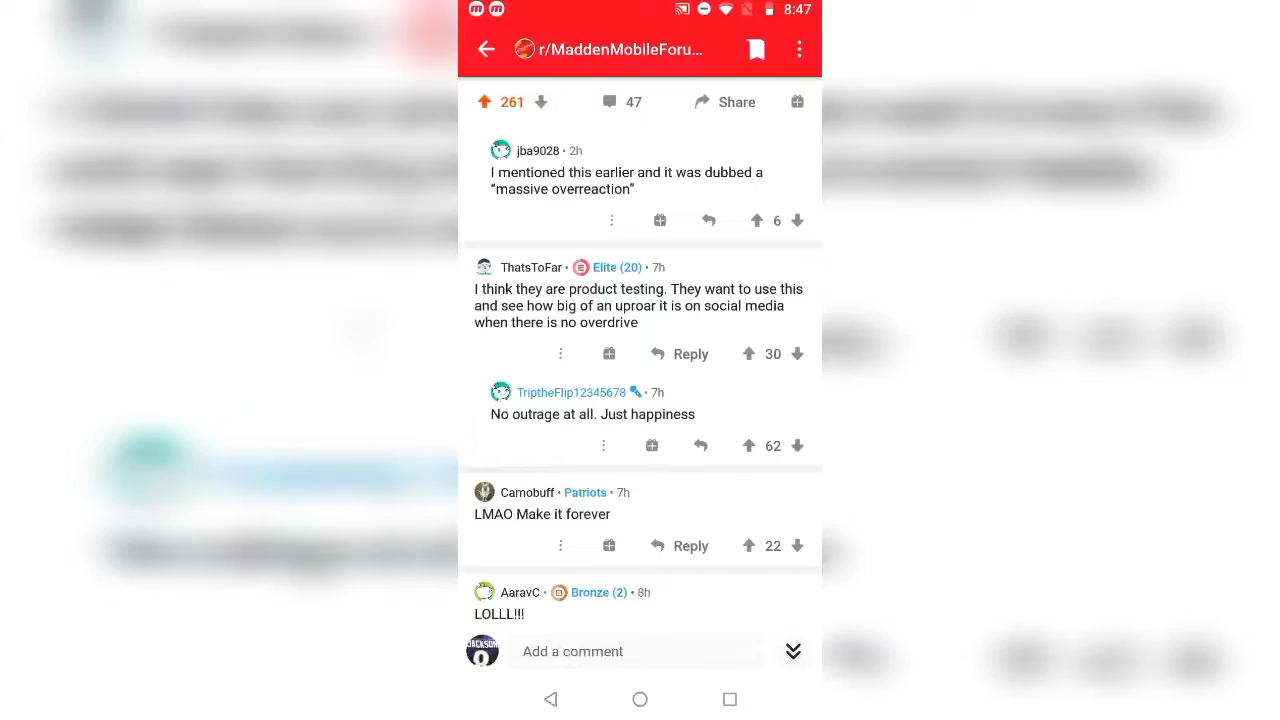 8:47
r/MaddenMobileForu...
261 47 Share
jba9028 • 2h
I mentioned this earlier and it was dubbed a
“massive overreaction”
6
ThatsToFar • E Elite (20) • 7h
I think they are product testing. They want to use this
and see how big of an uproar it is on social media
when there is no overdrive
Reply 30
TriptheFlip12345678 • 7h
No outrage at all. Just happiness
62
Camobuff • Patriots • 7h
LMAO Make it forever
Reply 22
AaravC • B Bronze (2) • 8h
LOLLL!!!
JACKSON
Add a comment